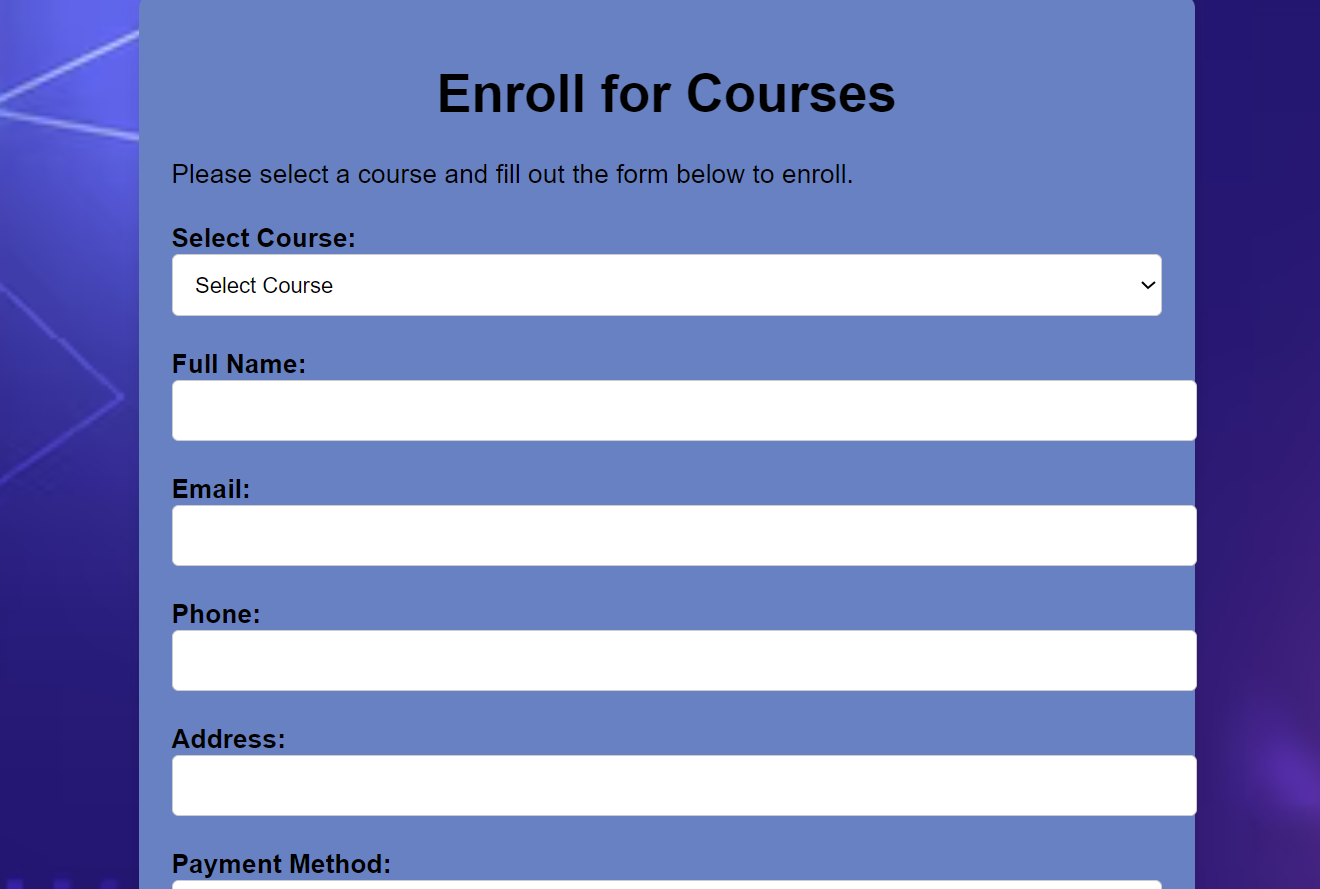 Enroll for Courses
Please select a course and fill out the form below to enroll.
Select Course:
Select Course
Full Name:
Email:
Phone:
Address:
Payment Method: